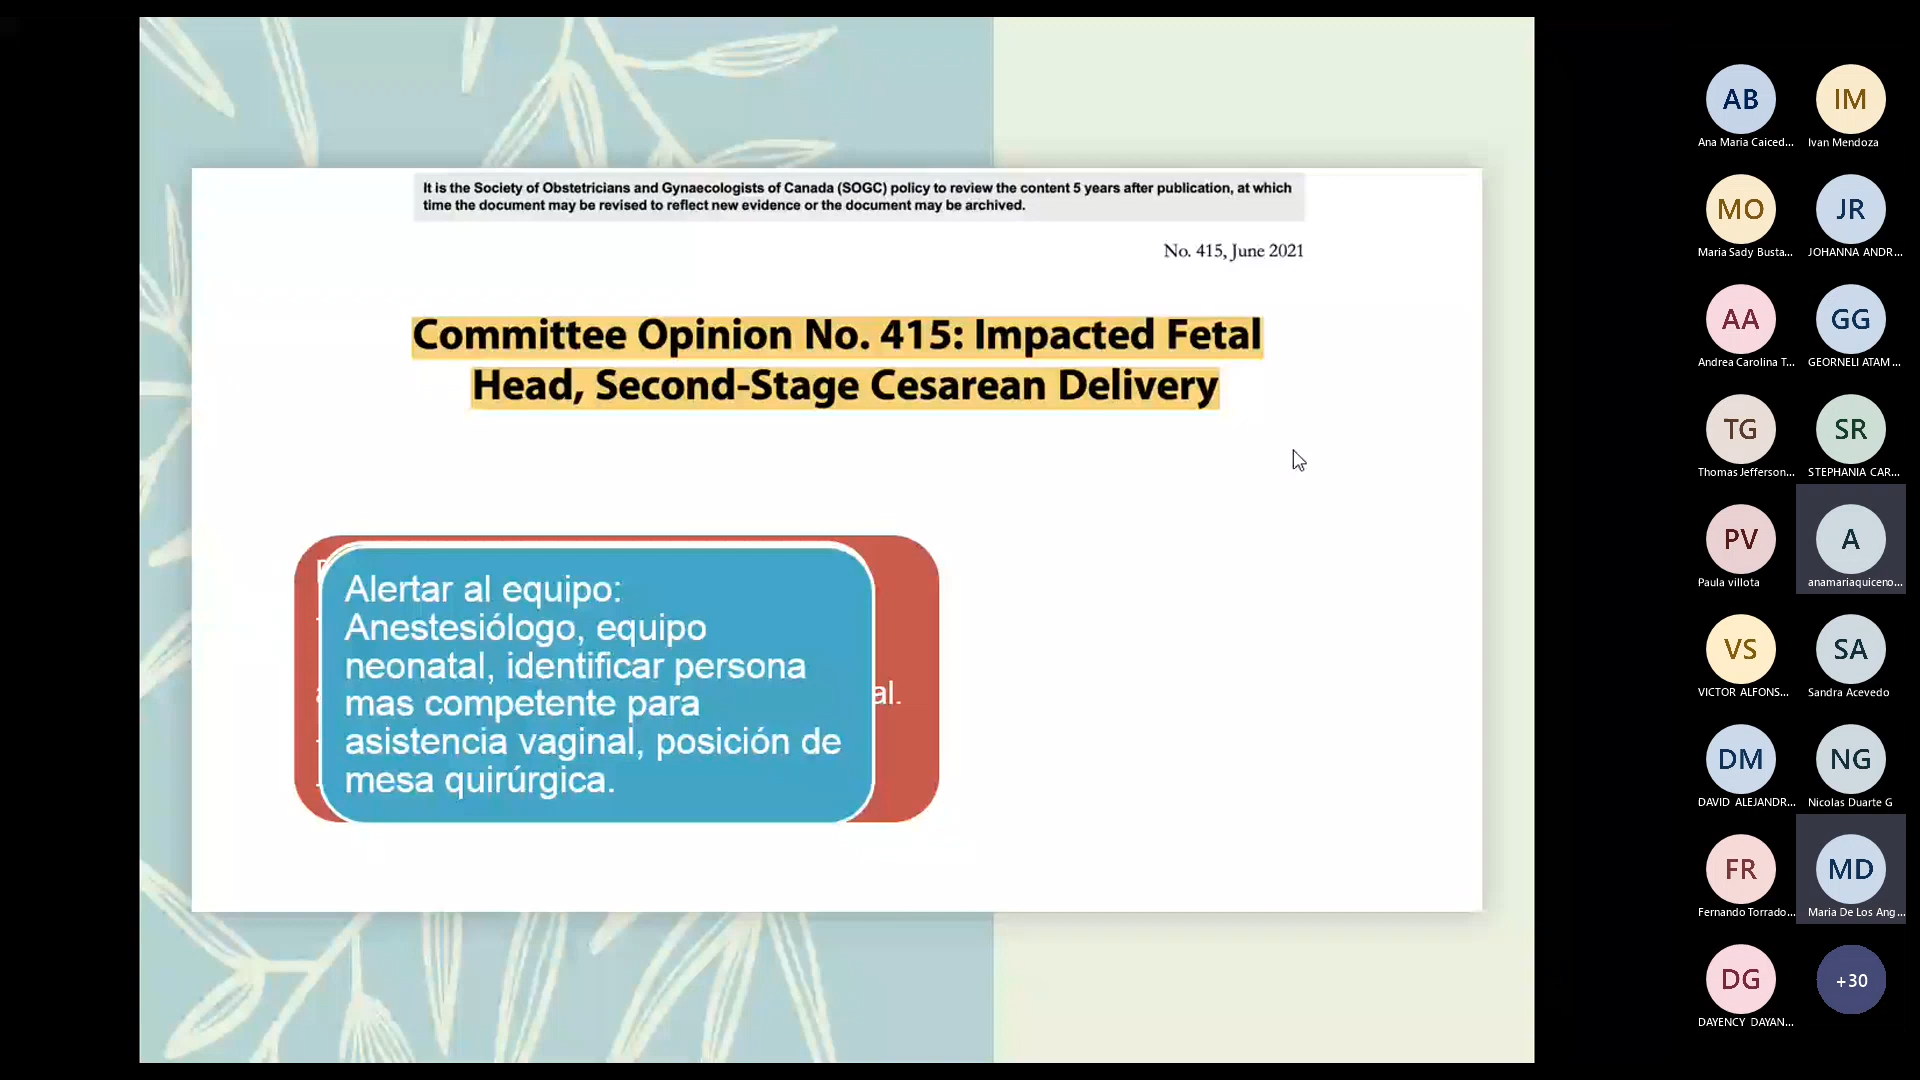 It is the Society of Obstetricians and Gynaecologists of Canada (SOGC) policy to review the content 5 years after publication, at which
time the document may be revised to reflect new evidence or the document may be archived.
No. 415, June 2021
Committee Opinion No. 415: Impacted Fetal
Head, Second-Stage Cesarean Delivery
Alertar al equipo:
Anestesiólogo, equipo
neonatal, identificar persona
mas competente para
asistencia vaginal, posición de
mesa quirúrgica.
al.
AB
IM
Ana Maria Caiced...
Ivan Mendoza
MO
JR
Maria Sady Busta...
JOHANNA ANDR...
AA
GG
Andrea Carolina T...
GEORNELI ATAM ...
TG
SR
Thomas Jefferson...
STEPHANIA CAR...
PV
A
Paula villota
anamariaquiceno...
VS
SA
VICTOR ALFONS...
Sandra Acevedo
DM
NG
DAVID ALEJANDR...
Nicolas Duarte G
FR
MD
Fernando Torrado...
Maria De Los Ang...
DG
+30
DAYENCY DAYAN...